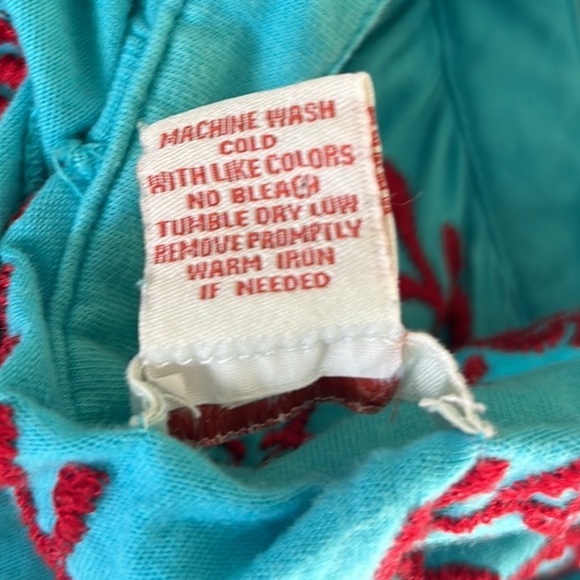 MACHINE WASH
COLD
WITH LIKE COLORS
NO BLEACH
TUMBLE DRY LOW
REMOVE PROMPTLY
WARM IRON
IF NEEDED